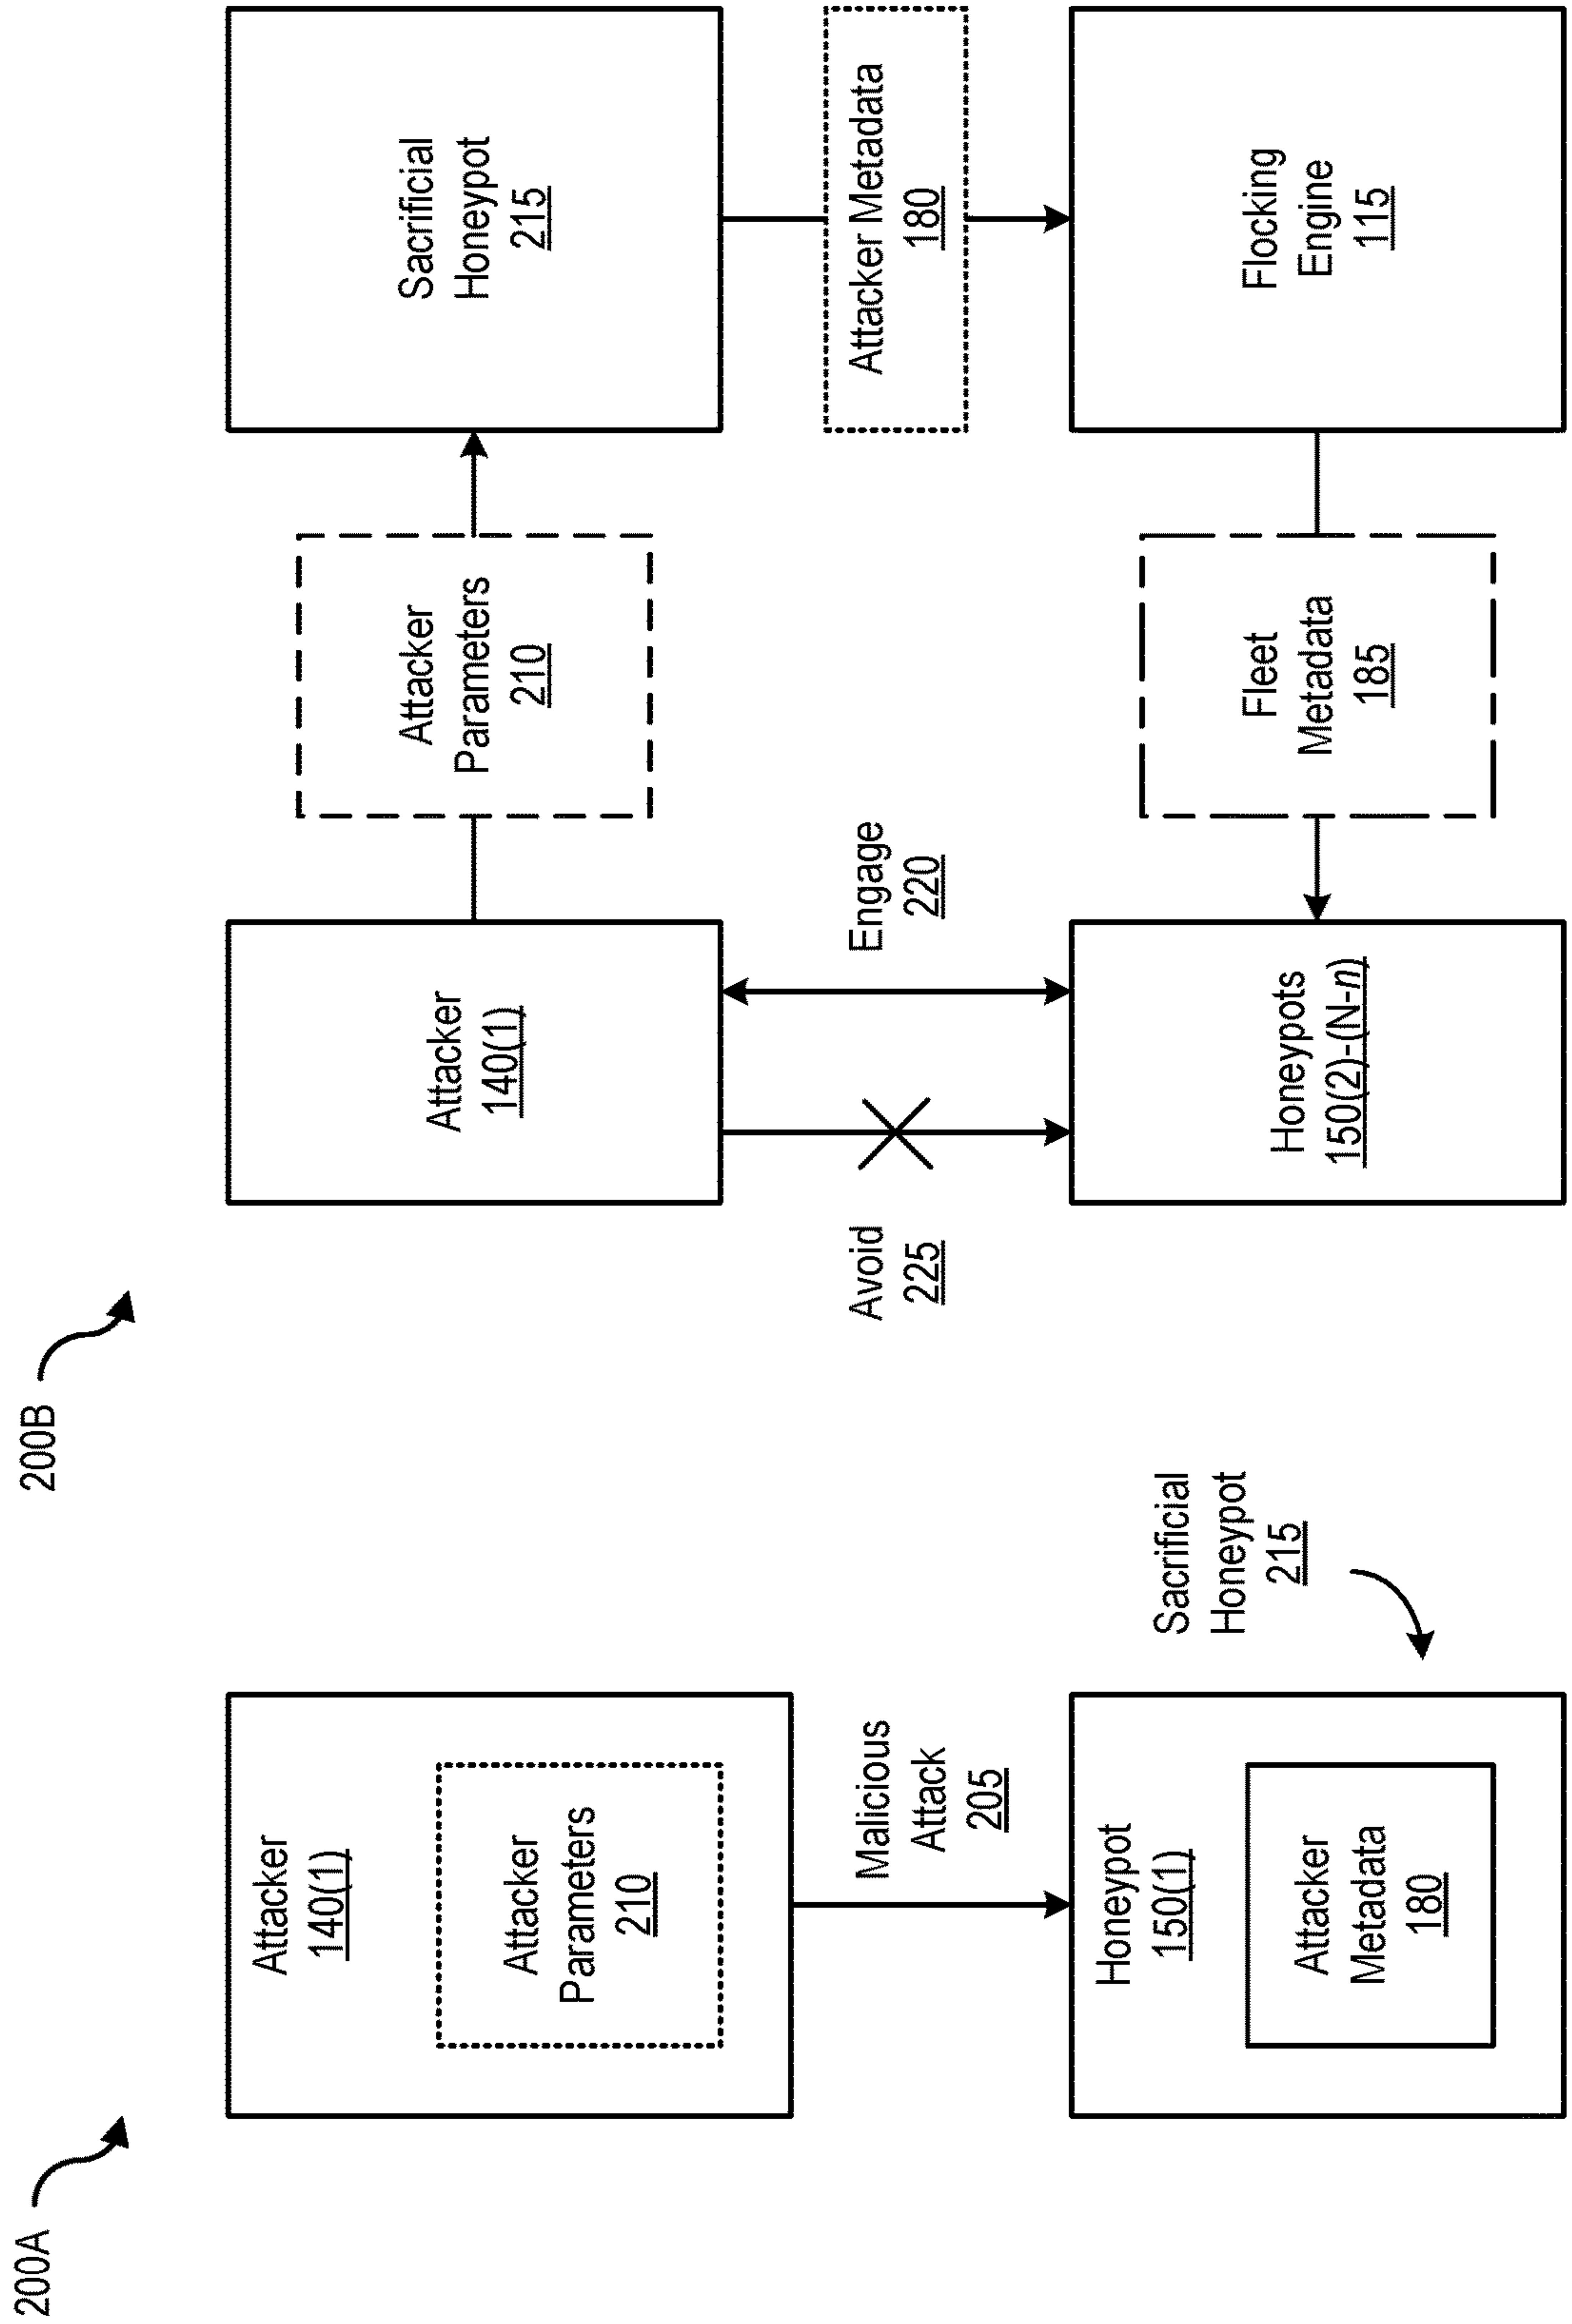 200A
Attacker
140(1)
Attacker
Parameters
210
Malicious
Attack
205
Honeypot
150(1)
Attacker
Metadata
180
Sacrificial
Honeypot
215
200B
Attacker
140(1)
Attacker
Parameters
210
Sacrificial
Honeypot
215
Avoid
225
Engage
220
Attacker Metadata
180
Honeypots
150(2)-(N-n)
Fleet
Metadata
185
Flocking
Engine
115